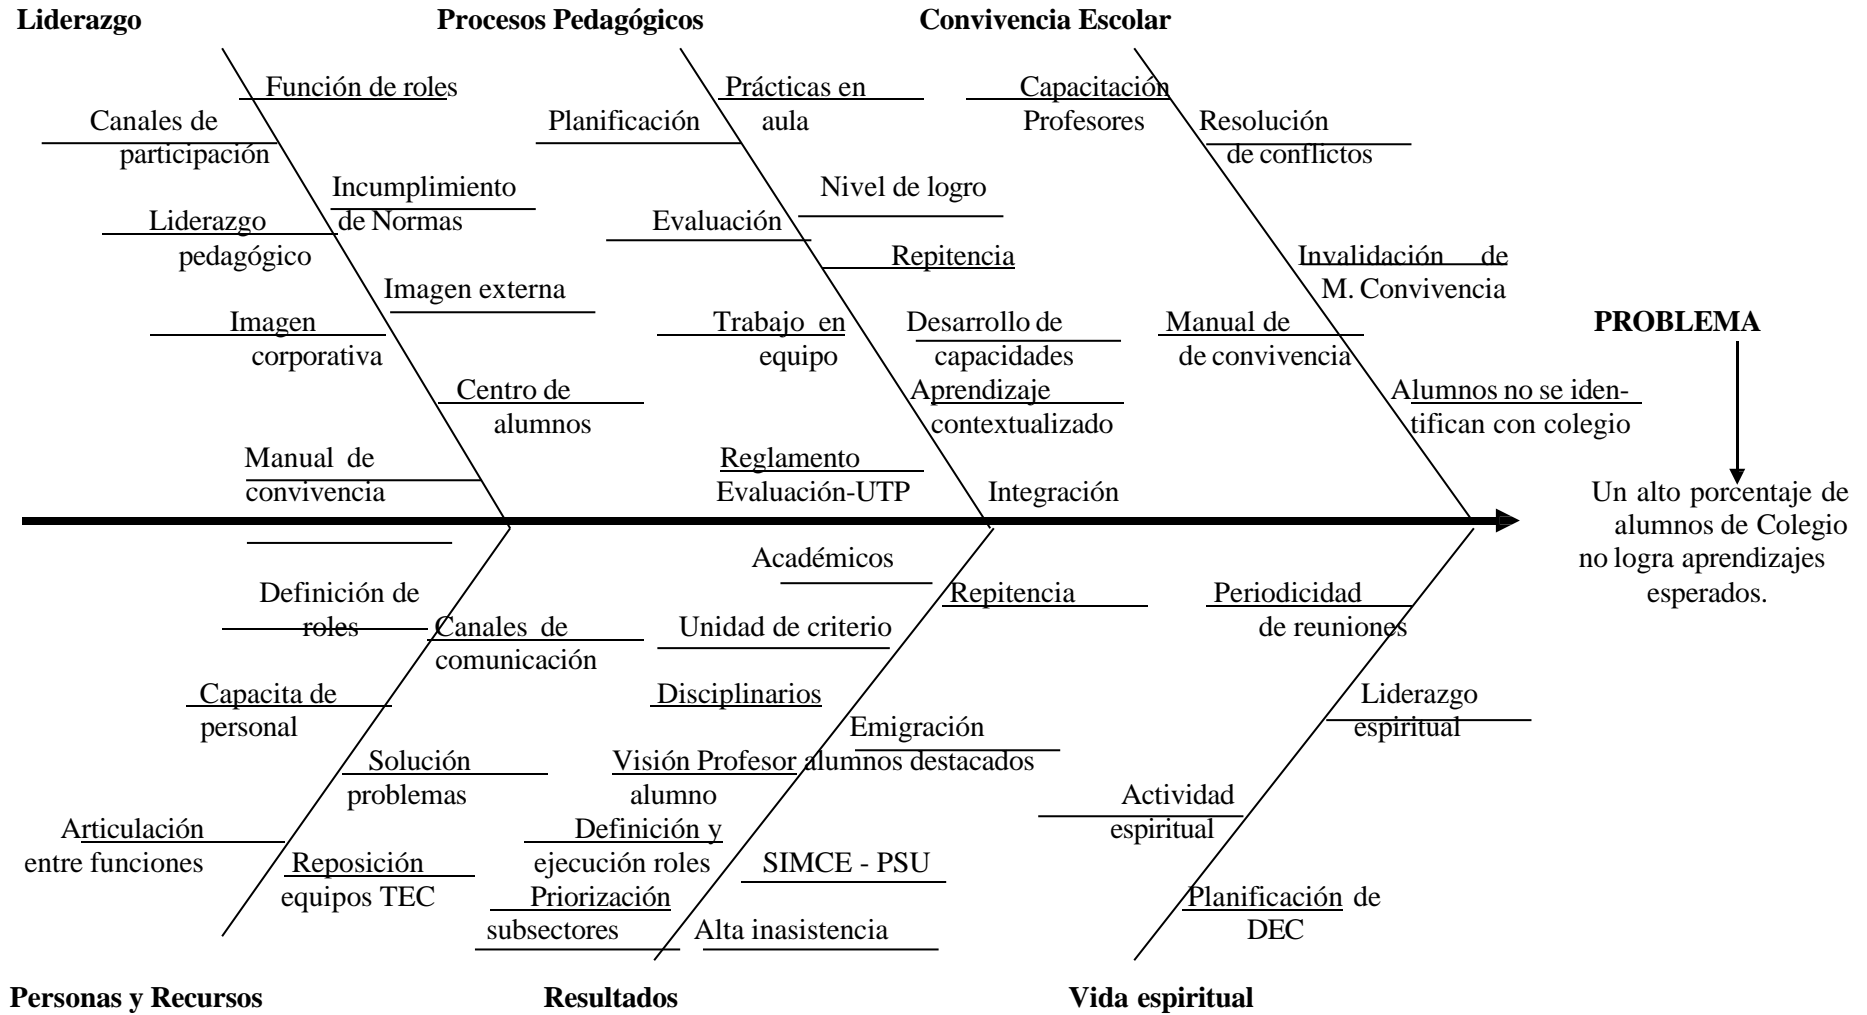 Liderazgo
Procesos Pedagógicos
Convivencia Escolar
Función de roles
Canales de
participación
Incumplimiento
de Normas
Liderazgo
pedagógico
Imagen externa
Imagen
corporativa
Centro de
alumnos
Manual de
convivencia
Prácticas en
aula
Planificación
Nivel de logro
Evaluación
Repitencia
Trabajo en
equipo
Desarrollo de
capacidades
Aprendizaje
contextualizado
Reglamento
Evaluación-UTP
Integración
Capacitación
Profesores
Resolución
de conflictos
Invalidación de
M. Convivencia
Manual de
de convivencia
Alumnos no se iden-
tifican con colegio
PROBLEMA
Un alto porcentaje de
alumnos de Colegio
no logra aprendizajes
esperados.
Definición de
roles
Canales de
comunicación
Capacita de
personal
Solución
problemas
Articulación
entre funciones
Reposición
equipos TEC
Académicos
Repitencia
Unidad de criterio
Disciplinarios
Emigración
alumnos destacados
Visión Profesor
alumno
Definición y
ejecución roles
SIMCE - PSU
Priorización
subsectores
Alta inasistencia
Periodicidad
de reuniones
Liderazgo
espiritual
Actividad
espiritual
Planificación de
DEC
Personas y Recursos
Resultados
Vida espiritual